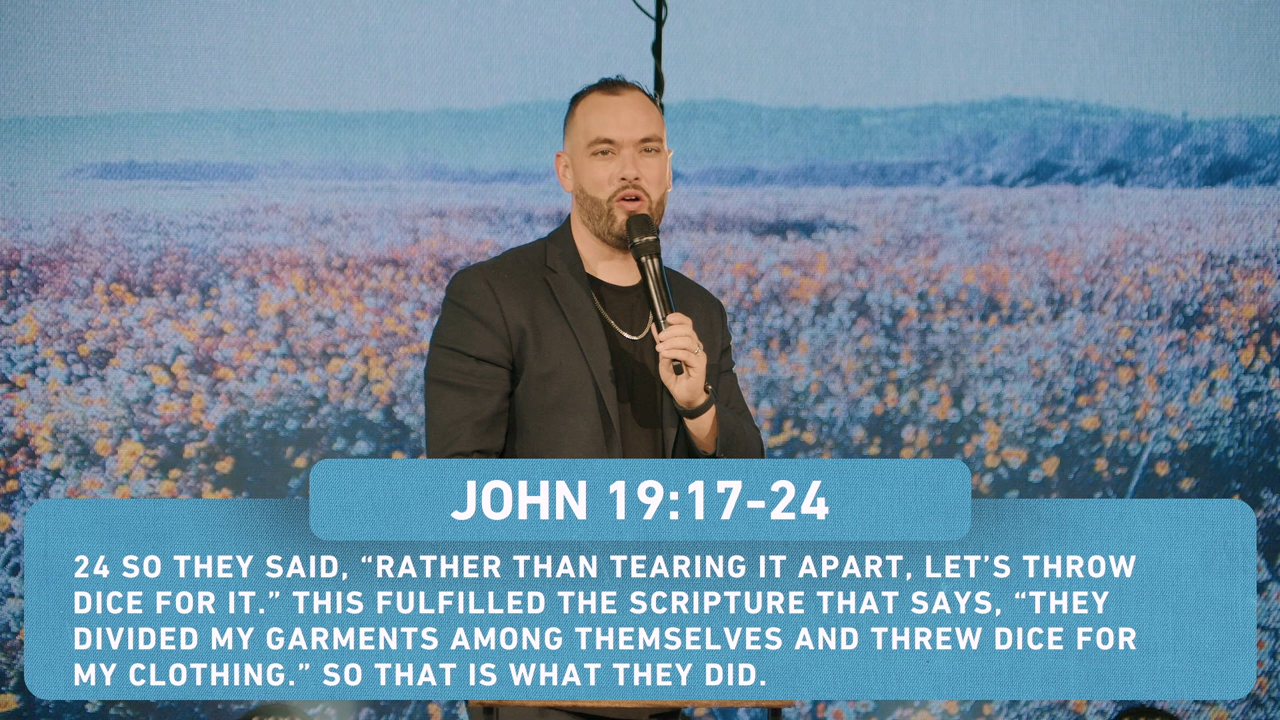 JOHN 19:17-24
24 SO THEY SAID, “RATHER THAN TEARING IT APART, LET’S THROW
DICE FOR IT.” THIS FULFILLED THE SCRIPTURE THAT SAYS, “THEY
DIVIDED MY GARMENTS AMONG THEMSELVES AND THREW DICE FOR
MY CLOTHING.” SO THAT IS WHAT THEY DID.